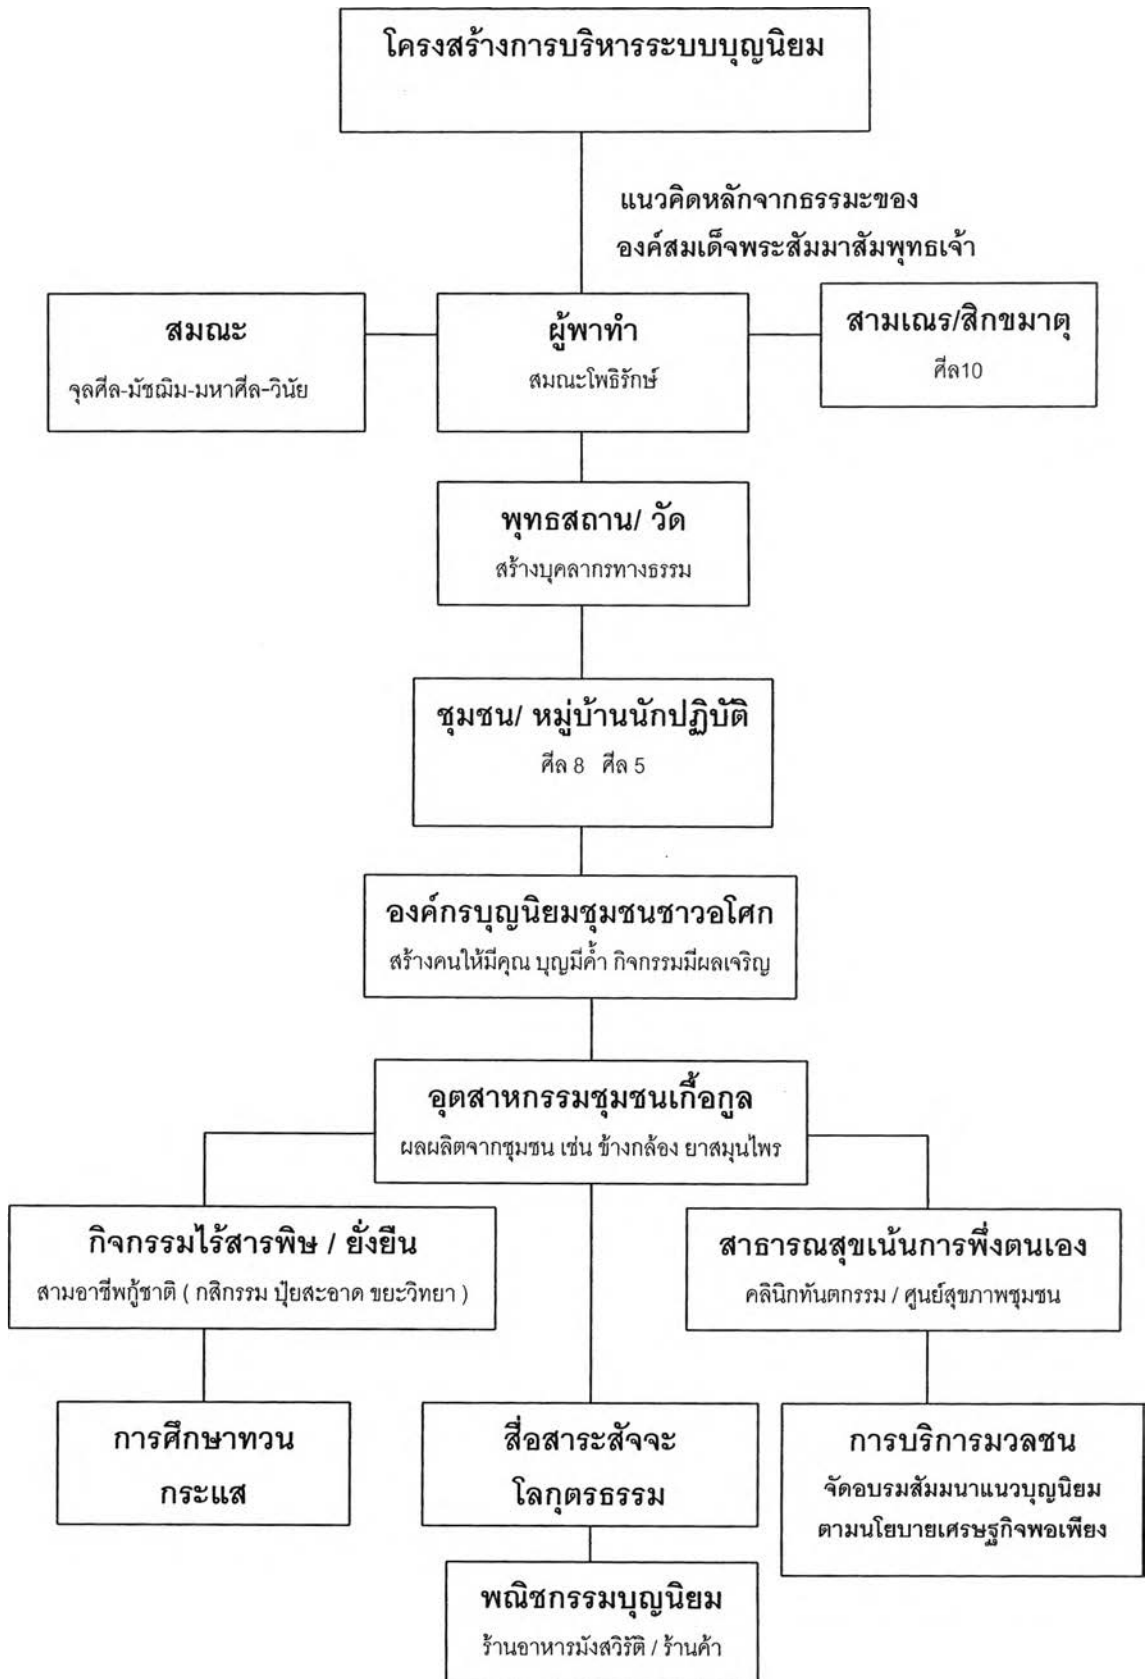 โครงสร้างการบริหารระบบบุญนิยม
แนวคิดหลักจากธรรมะของ
องค์สมเด็จพระสัมมาสัมพุทธเจ้า
สมณะ
จุลศีล-มัชฌิม-มหาศีล-วินัย
ผู้พาทำ
สมณะโพธิรักษ์
สามเณร/สิกขมาตุ
ศีล10
พุทธสถาน/ วัด
สร้างบุคลากรทางธรรม
ชุมชน/ หมู่บ้านนักปฏิบัติ
ศีล 8 ศีล 5
องค์กรบุญนิยมชุมชนชาวอโศก
สร้างคนให้มีคุณ บุญมีค้ำ กิจกรรมมีผลเจริญ
อุตสาหกรรมชุมชนเกื้อกูล
ผลผลิตจากชุมชน เช่น ข้างกล้อง ยาสมุนไพร
กิจกรรมไร้สารพิษ / ยั่งยืน
สามอาชีพกู้ชาติ ( กสิกรรม ปุ๋ยสะอาด ขยะวิทยา )
สาธารณสุขเน้นการพึ่งตนเอง
คลินิกทันตกรรม / ศูนย์สุขภาพชุมชน
การศึกษาทวน
กระแส
สื่อสาระสัจจะ
โลกุตรธรรม
การบริการมวลชน
จัดอบรมสัมมนาแนวบุญนิยม
ตามนโยบายเศรษฐกิจพอเพียง
พณิชกรรมบุญนิยม
ร้านอาหารมังสวิรัติ / ร้านค้า